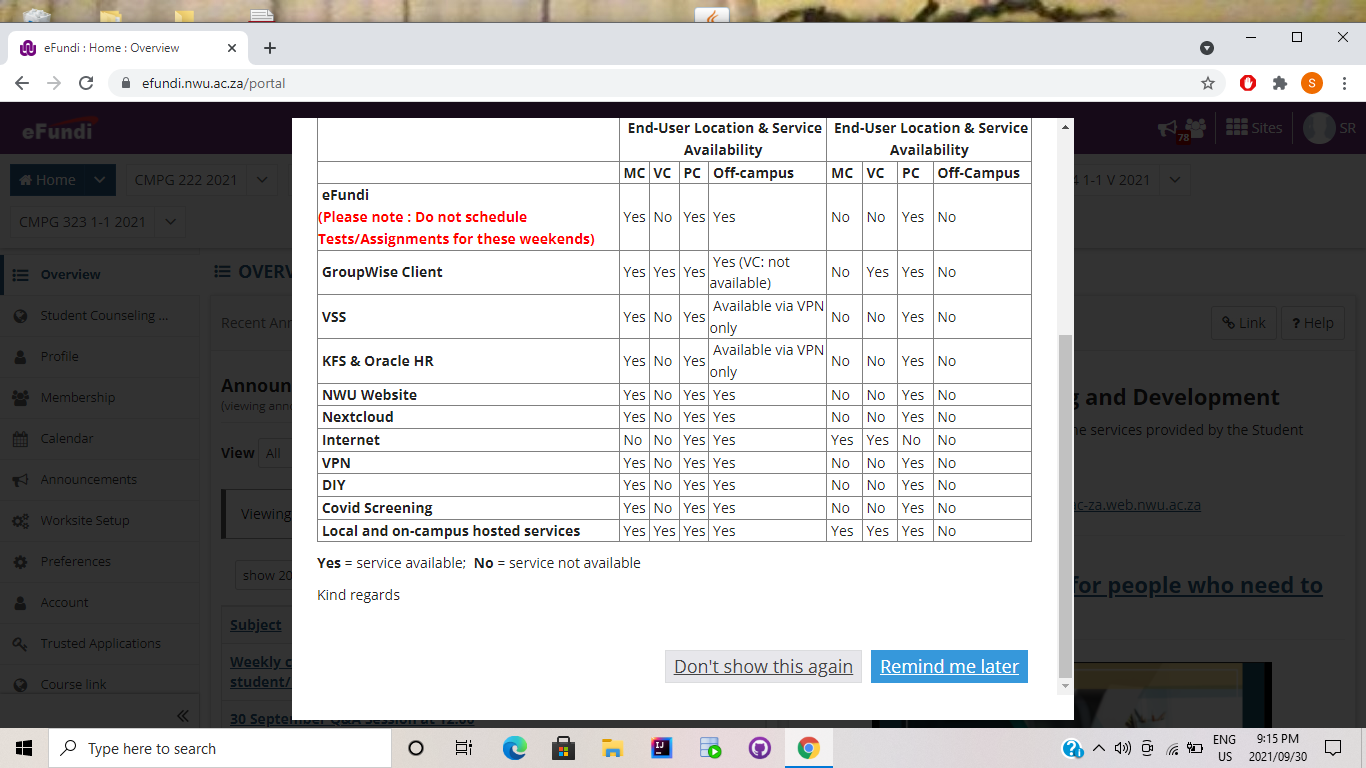 eFundi : Home : Overview
efundi.nwu.ac.za/portal
S
eFundi
78
Sites
SR
Home
CMPG 222 2021
1-1 V 2021
CMPG 323 1-1 2021
End-User Location & Service Availability End-User Location & Service Availability
MC VC PC Off-campus MC VC PC Off-Campus
eFundi
(Please note : Do not schedule
Tests/Assignments for these weekends)
Yes No Yes Yes No No Yes No
GroupWise Client Yes Yes Yes Yes (VC: not available) No Yes Yes No
VSS Yes No Yes Available via VPN only No No Yes No
KFS & Oracle HR Yes No Yes Available via VPN only No No Yes No
NWU Website Yes No Yes Yes No No Yes No
Nextcloud Yes No Yes Yes No No Yes No
Internet No No Yes Yes Yes Yes No No
VPN Yes No Yes Yes No No Yes No
DIY Yes No Yes Yes No No Yes No
Covid Screening Yes No Yes Yes No No Yes No
Local and on-campus hosted services Yes Yes Yes Yes Yes Yes Yes No
Yes = service available; No = service not available
Kind regards
Don't show this again Remind me later
Overview
Student Counseling ...
Profile
Membership
Calendar
Announcements
Worksite Setup
Preferences
Account
Trusted Applications
Course link
OVERV
Recent Ann
Link
? Help
Announ
(viewing ann
View All
Viewing
show 20
Subject
Weekly c
student/
30 September Q&A Session at 12:00
g and Development
he services provided by the Student
c-za.web.nwu.ac.za
for people who need to
Type here to search
ENG
US
9:15 PM
2021/09/30